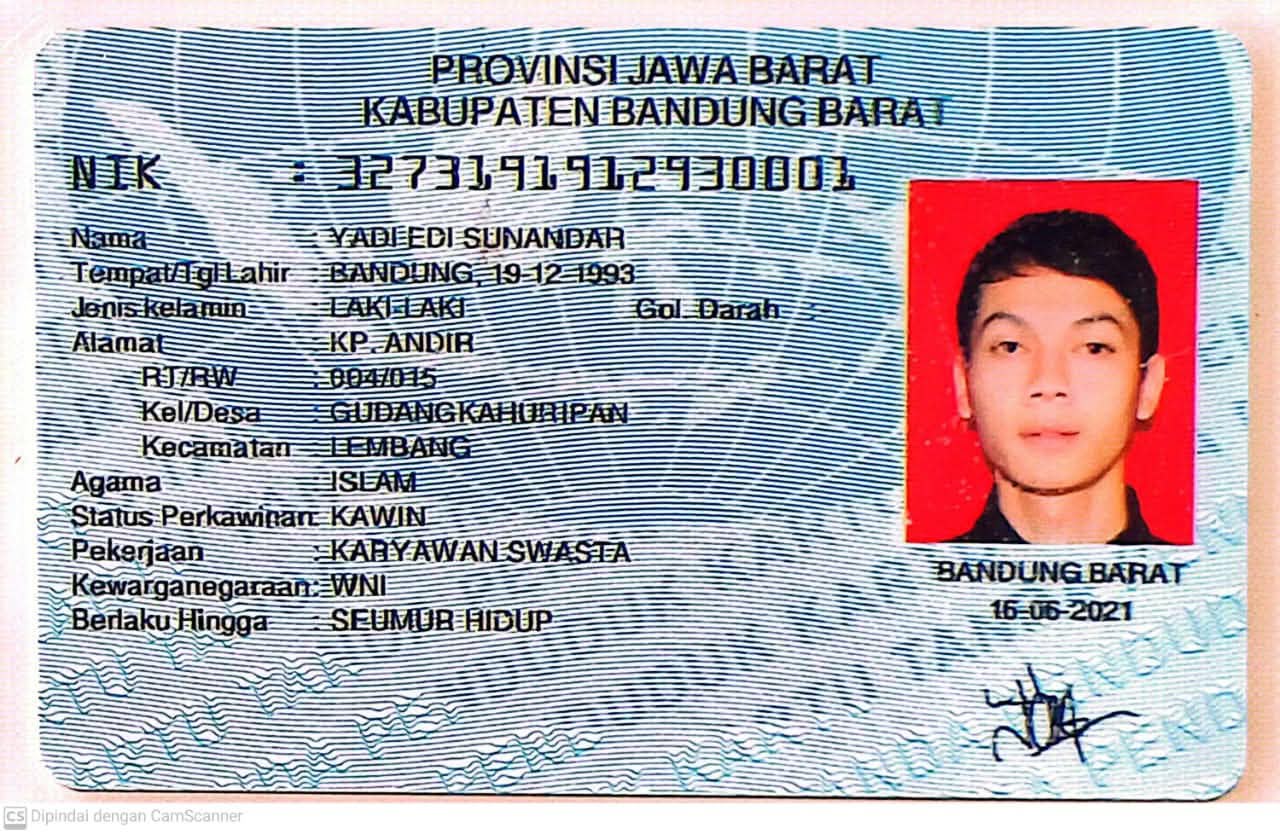 PROVINSI JAWA BARAT
KABUPATEN BANDUNG BARAT
NIK : 3273191912930001
Nama : YADI EDI SUNANDAR
Tempat/Tgl Lahir : BANDUNG, 19-12-1993
Jenis kelamin : LAKI-LAKI Gol. Darah :
Alamat : KP. ANDIR
RT/RW : 004/015
Kel/Desa : GUDANGKAHURIPAN
Kecamatan : LEMBANG
Agama : ISLAM
Status Perkawinan: KAWIN
Pekerjaan : KARYAWAN SWASTA
Kewarganegaraan: WNI
Berlaku Hingga : SEUMUR HIDUP
BANDUNG BARAT
16-06-2021
CS Dipindai dengan CamScanner